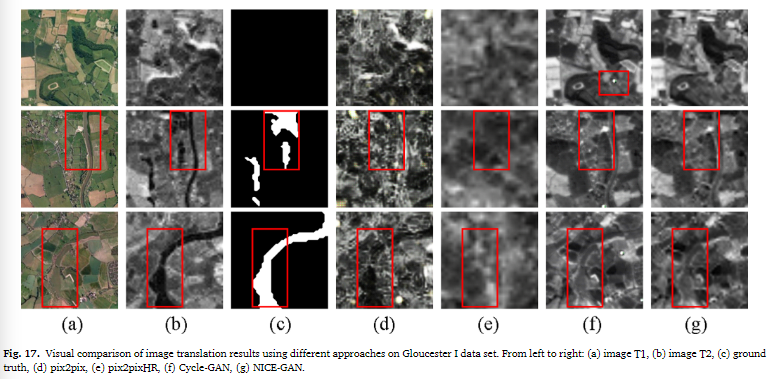 (a) (b) (c) (d) (e) (f) (g)
Fig. 17. Visual comparison of image translation results using different approaches on Gloucester I data set. From left to right: (a) image T1, (b) image T2, (c) ground
truth, (d) pix2pix, (e) pix2pixHR, (f) Cycle-GAN, (g) NICE-GAN.